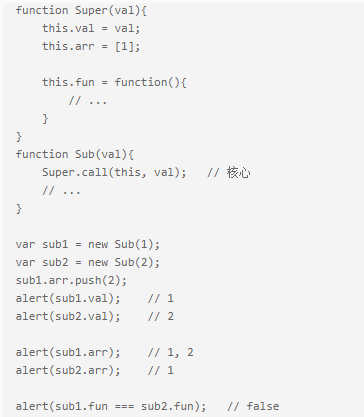 function Super(val){
    this.val = val;
    this.arr = [1];

    this.fun = function(){
        // ...
    }
}
function Sub(val){
    Super.call(this, val);   // 核心
    // ...
}

var sub1 = new Sub(1);
var sub2 = new Sub(2);
sub1.arr.push(2);
alert(sub1.val);    // 1
alert(sub2.val);    // 2

alert(sub1.arr);    // 1, 2
alert(sub2.arr);    // 1

alert(sub1.fun === sub2.fun);   // false